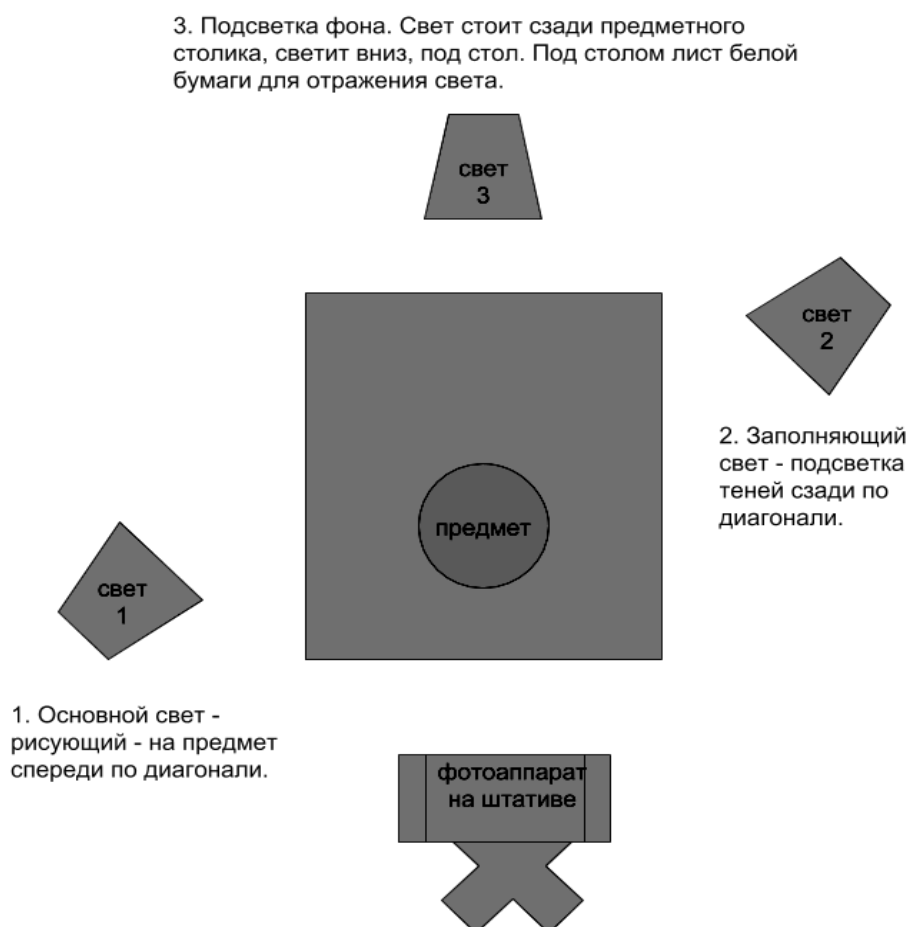 3. Подсветка фона. Свет стоит сзади предметного
столика, светит вниз, под стол. Под столом лист белой
бумаги для отражения света.
свет
3
свет
2
2. Заполняющий
свет - подсветка
теней сзади по
диагонали.
предмет
свет
1
1. Основной свет -
рисующий - на предмет
спереди по диагонали.
фотоаппарат
на штативе